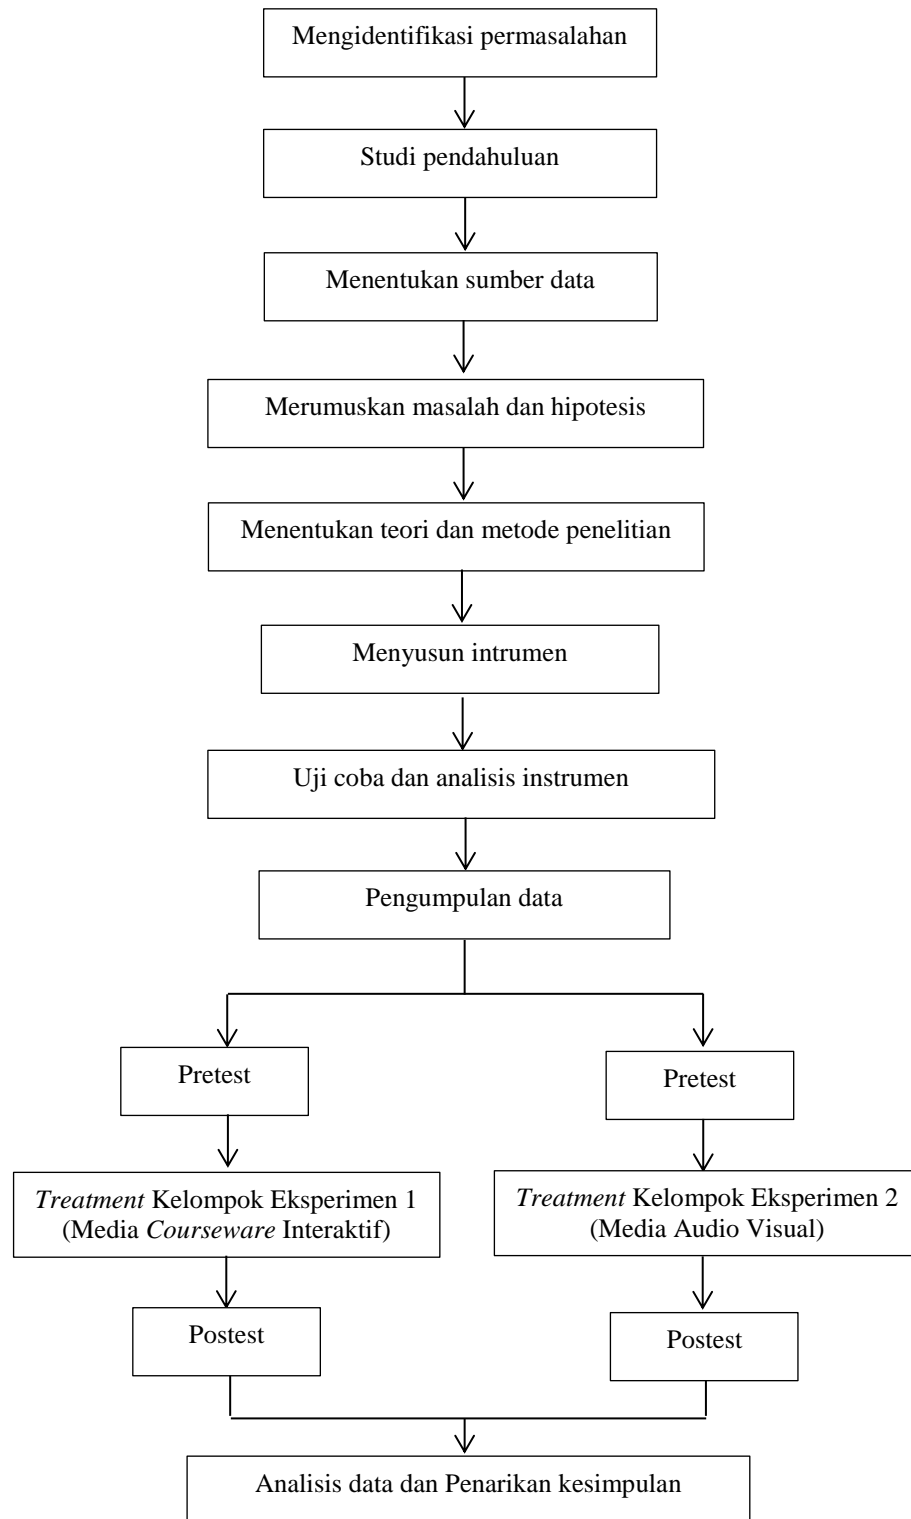 Mengidentifikasi permasalahan
Studi pendahuluan
Menentukan sumber data
Merumuskan masalah dan hipotesis
Menentukan teori dan metode penelitian
Menyusun intrumen
Uji coba dan analisis instrumen
Pengumpulan data
Pretest
Pretest
Treatment Kelompok Eksperimen 1
(Media Courseware Interaktif)
Treatment Kelompok Eksperimen 2
(Media Audio Visual)
Postest
Postest
Analisis data dan Penarikan kesimpulan